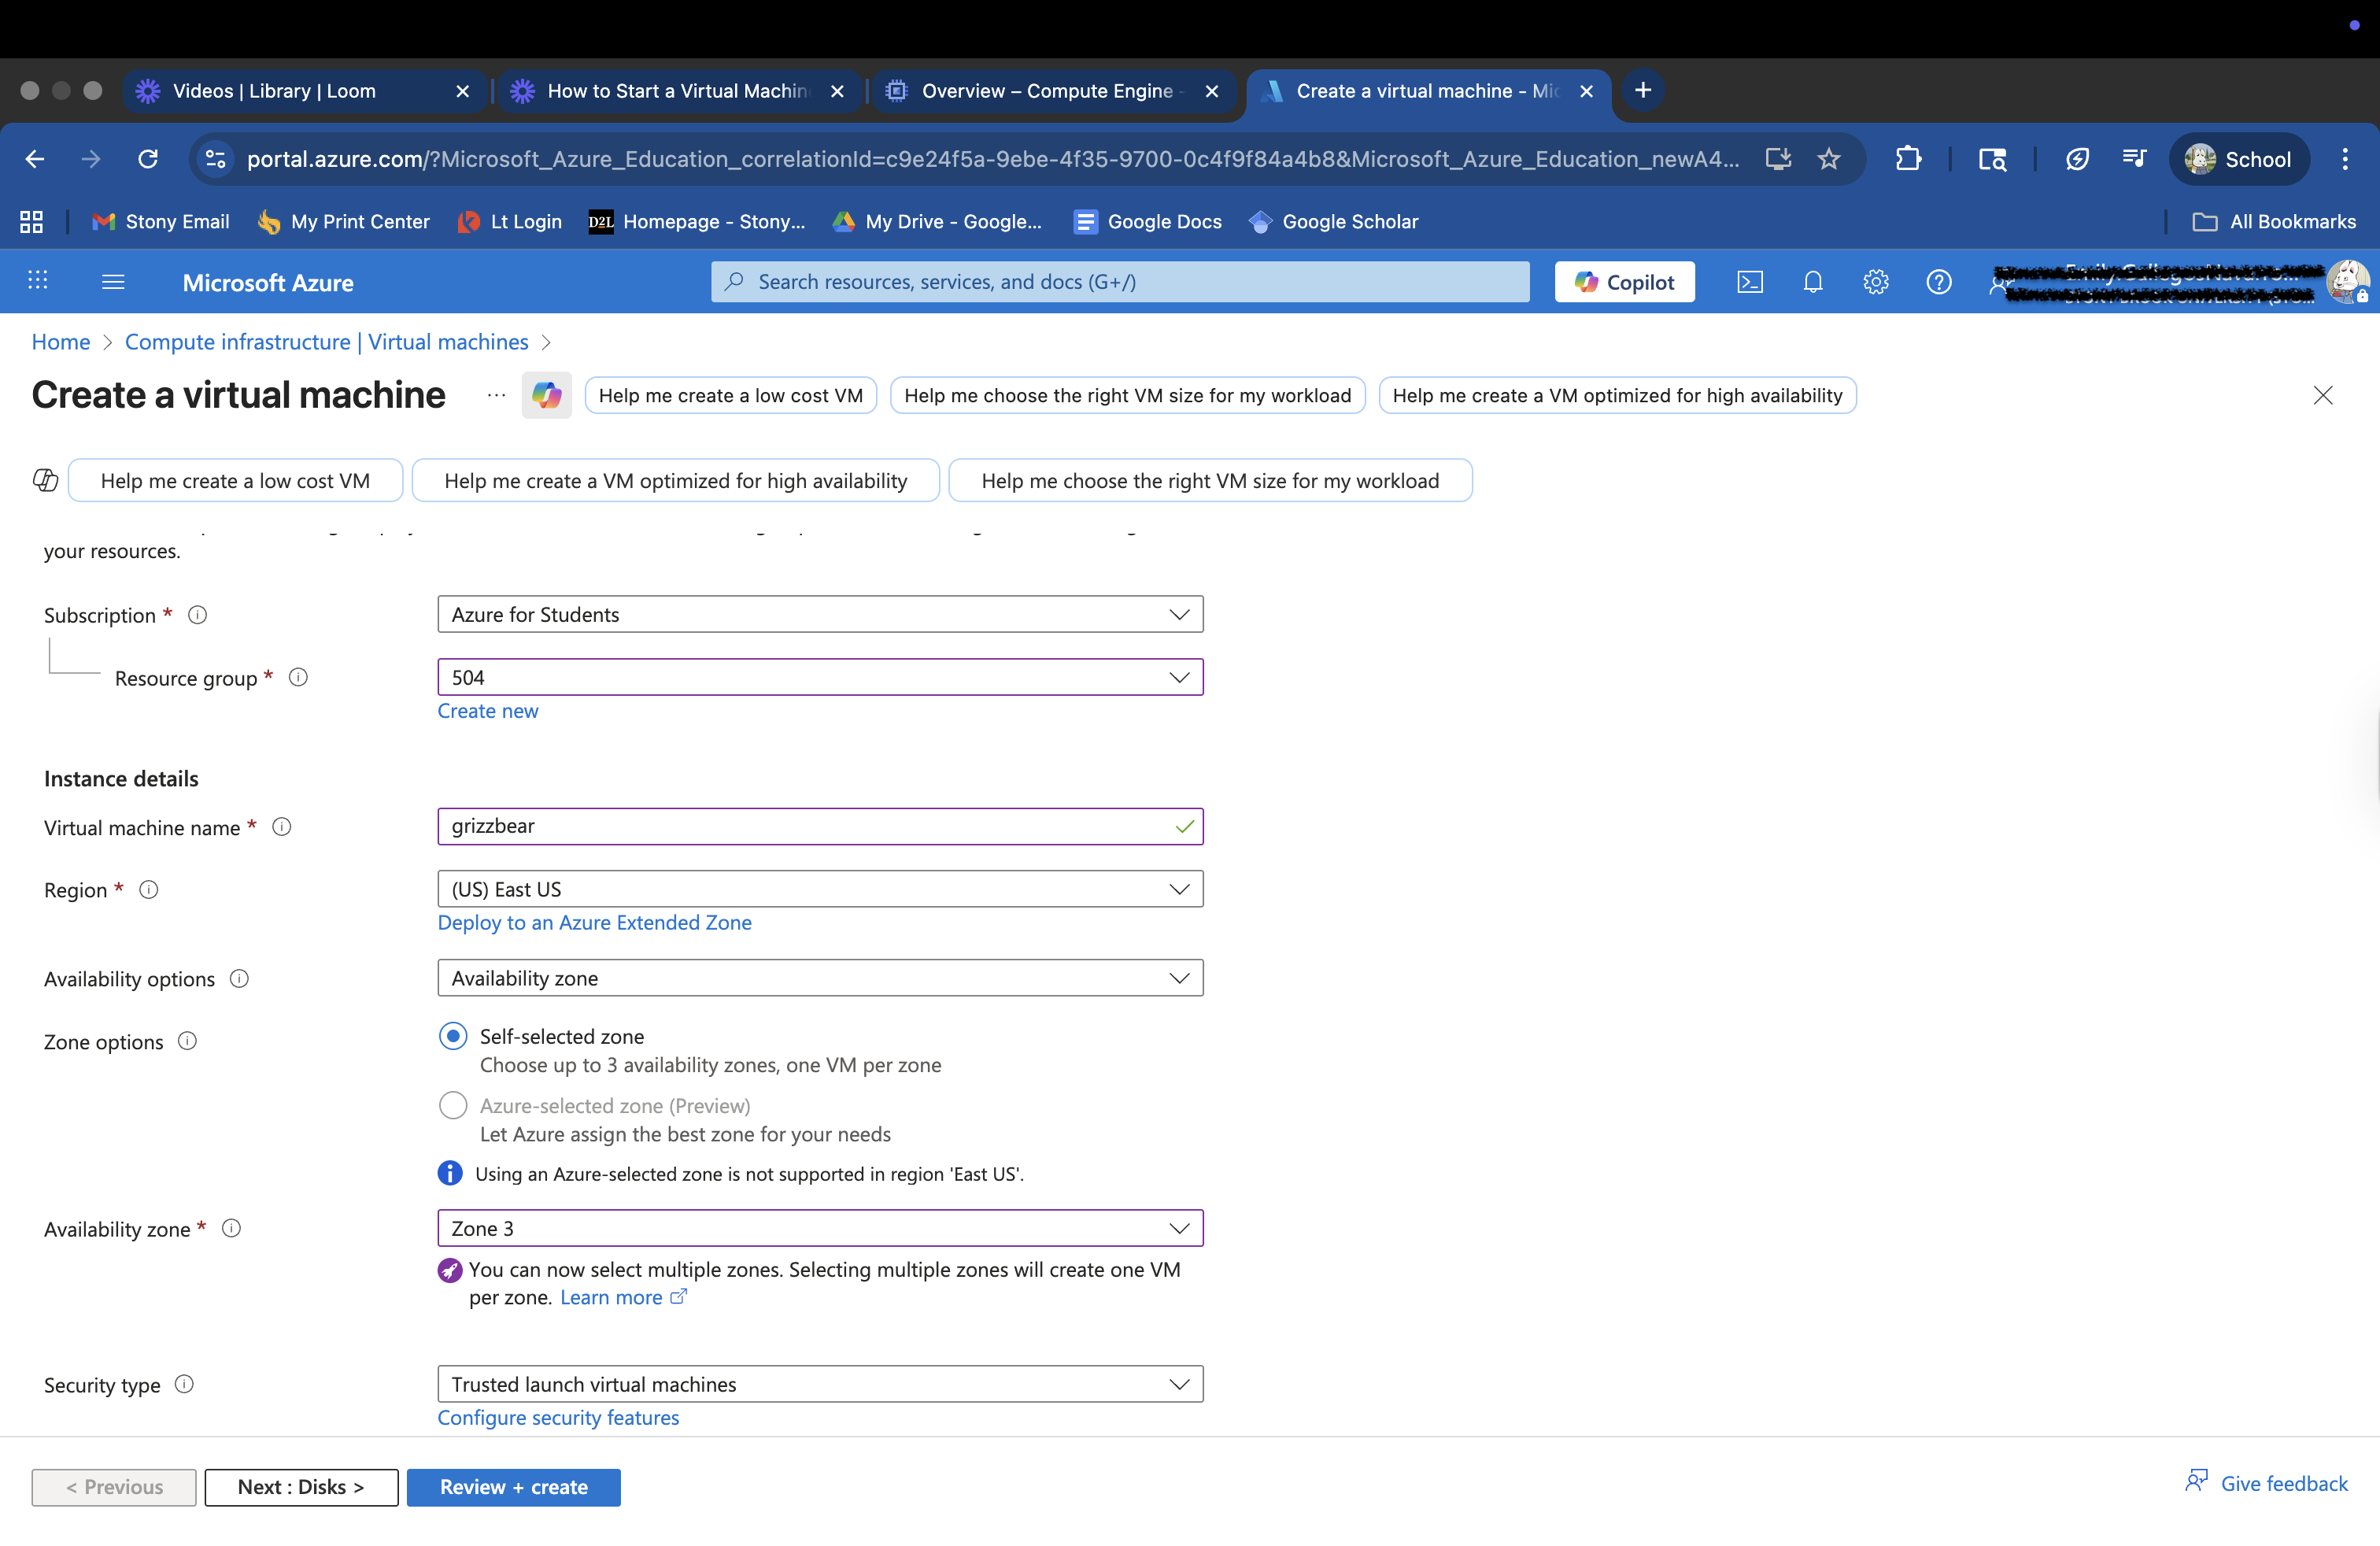 Videos | Library | Loom
How to Start a Virtual Machin
Overview – Compute Engine -
Create a virtual machine - Mic
portal.azure.com/?Microsoft_Azure_Education_correlationId=c9e24f5a-9ebe-4f35-9700-0c4f9f84a4b8&Microsoft_Azure_Education_newA4...
School
Stony Email
My Print Center
Lt Login
D2L
Homepage - Stony...
My Drive - Google...
Google Docs
Google Scholar
All Bookmarks
Microsoft Azure
Search resources, services, and docs (G+/)
Copilot
Home > Compute infrastructure | Virtual machines >
Create a virtual machine
...
Help me create a low cost VM
Help me choose the right VM size for my workload
Help me create a VM optimized for high availability
Help me create a low cost VM
Help me create a VM optimized for high availability
Help me choose the right VM size for my workload
your resources.
Subscription *
Azure for Students
Resource group *
504
Create new
Instance details
Virtual machine name *
grizzbear
Region *
(US) East US
Deploy to an Azure Extended Zone
Availability options
Availability zone
Zone options
Self-selected zone
Choose up to 3 availability zones, one VM per zone
Azure-selected zone (Preview)
Let Azure assign the best zone for your needs
Using an Azure-selected zone is not supported in region 'East US'.
Availability zone *
Zone 3
You can now select multiple zones. Selecting multiple zones will create one VM
per zone. Learn more
Security type
Trusted launch virtual machines
Configure security features
< Previous
Next : Disks >
Review + create
Give feedback